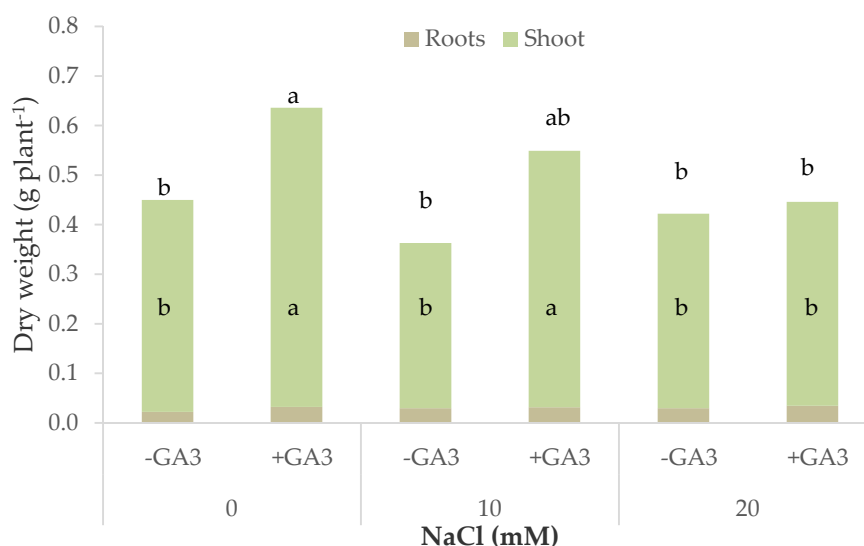 0.8
Roots Shoot
0.7
0.6
0.5
0.4
0.3
0.2
0.1
0.0
Dry weight (g plant⁻¹)
b a b ab b b
b a b a b b
-GA3 +GA3 -GA3 +GA3 -GA3 +GA3
0 10 20
NaCl (mM)